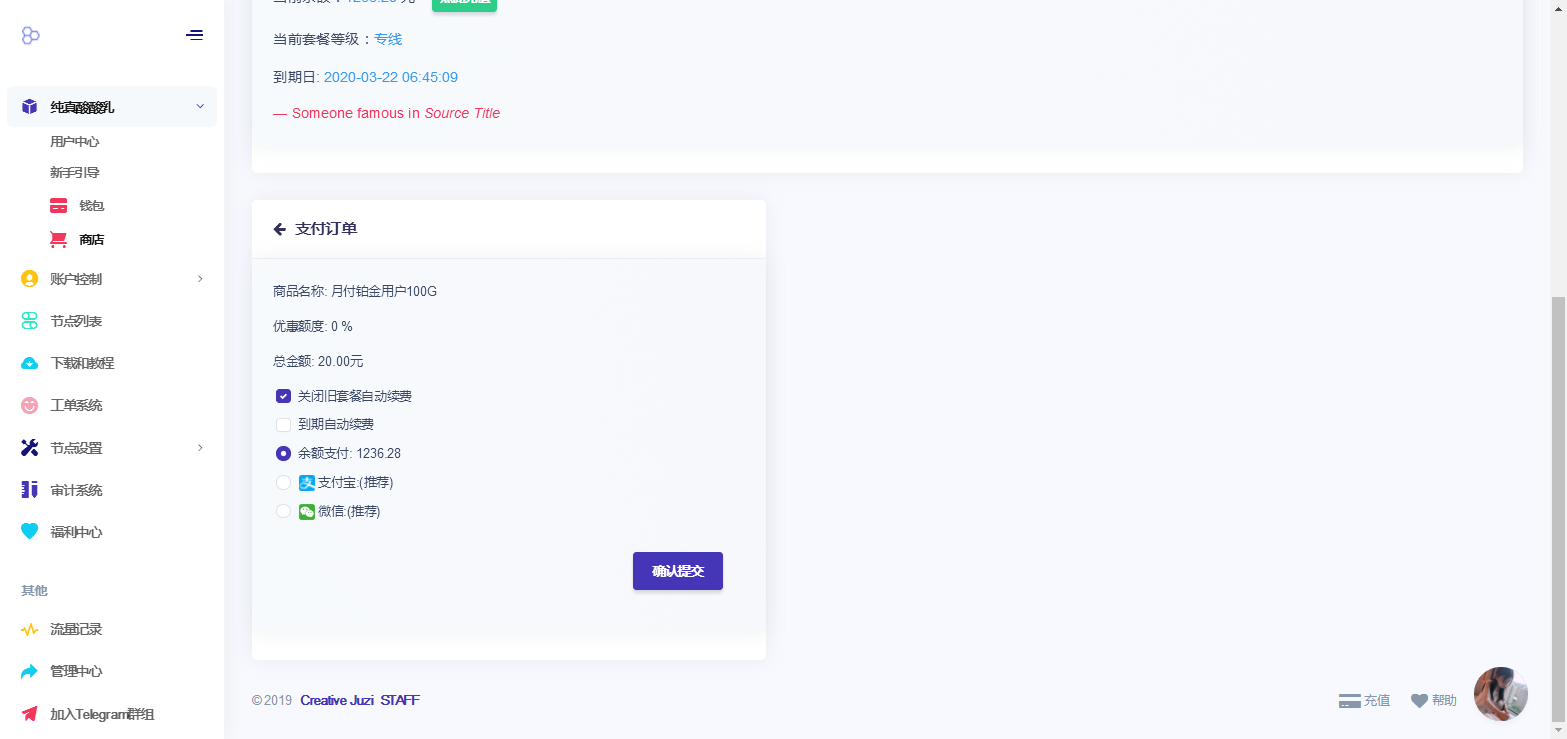 纯真酸酸乳
用户中心
新手引导
钱包
商店
账户控制
节点列表
下载和教程
工单系统
节点设置
审计系统
福利中心
其他
流量记录
管理中心
加入Telegram群组
当前套餐等级：专线
到期日: 2020-03-22 06:45:09
— Someone famous in Source Title
支付订单
商品名称: 月付铂金用户100G
优惠额度: 0 %
总金额: 20.00元
关闭旧套餐自动续费
到期自动续费
余额支付: 1236.28
支付宝:(推荐)
微信:(推荐)
确认提交
© 2019 Creative Juzi STAFF
充值
帮助